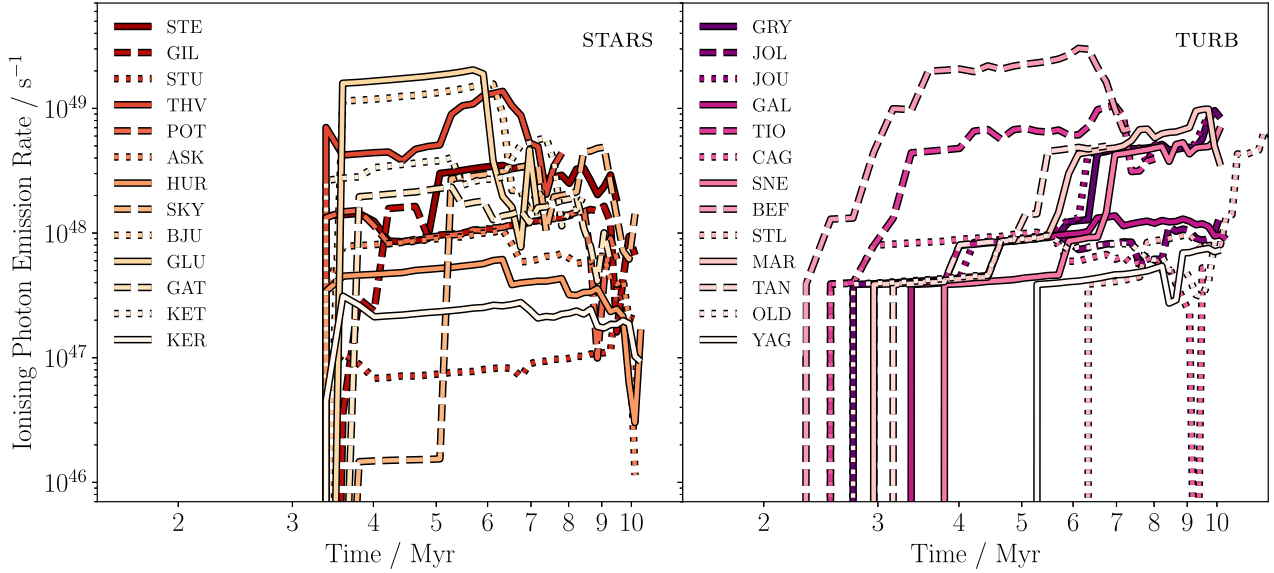 Ionising Photon Emission Rate / s⁻¹
10⁴⁹
10⁴⁸
10⁴⁷
10⁴⁶
STARS
STE
GIL
STU
THV
POT
ASK
HUR
SKY
BJU
GLU
GAT
KET
KER
2 3 4 5 6 7 8 9 10
Time / Myr
TURB
GRY
JOL
JOU
GAL
TIO
CAG
SNE
BEF
STL
MAR
TAN
OLD
YAG
2 3 4 5 6 7 8 9 10
Time / Myr